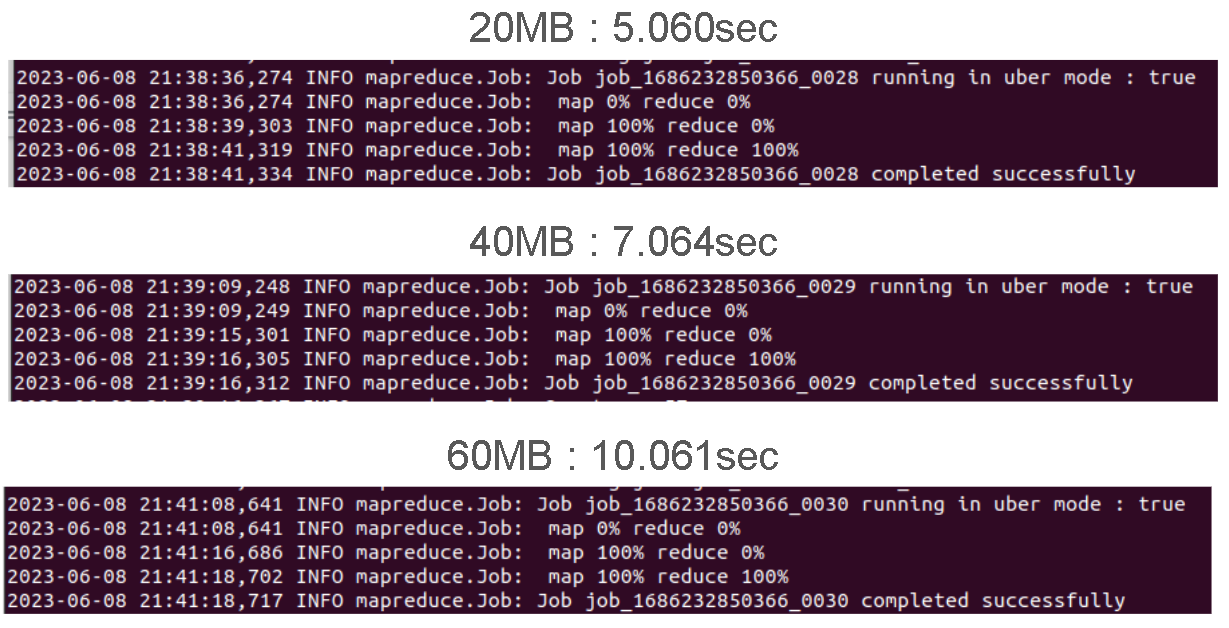 20MB : 5.060sec
2023-06-08 21:38:36,274 INFO mapreduce.Job: Job job_1686232850366_0028 running in uber mode : true
2023-06-08 21:38:36,274 INFO mapreduce.Job:  map 0% reduce 0%
2023-06-08 21:38:39,303 INFO mapreduce.Job:  map 100% reduce 0%
2023-06-08 21:38:41,319 INFO mapreduce.Job:  map 100% reduce 100%
2023-06-08 21:38:41,334 INFO mapreduce.Job: Job job_1686232850366_0028 completed successfully
40MB : 7.064sec
2023-06-08 21:39:09,248 INFO mapreduce.Job: Job job_1686232850366_0029 running in uber mode : true
2023-06-08 21:39:09,249 INFO mapreduce.Job:  map 0% reduce 0%
2023-06-08 21:39:15,301 INFO mapreduce.Job:  map 100% reduce 0%
2023-06-08 21:39:16,305 INFO mapreduce.Job:  map 100% reduce 100%
2023-06-08 21:39:16,312 INFO mapreduce.Job: Job job_1686232850366_0029 completed successfully
60MB : 10.061sec
2023-06-08 21:41:08,641 INFO mapreduce.Job: Job job_1686232850366_0030 running in uber mode : true
2023-06-08 21:41:08,641 INFO mapreduce.Job:  map 0% reduce 0%
2023-06-08 21:41:16,686 INFO mapreduce.Job:  map 100% reduce 0%
2023-06-08 21:41:18,702 INFO mapreduce.Job:  map 100% reduce 100%
2023-06-08 21:41:18,717 INFO mapreduce.Job: Job job_1686232850366_0030 completed successfully